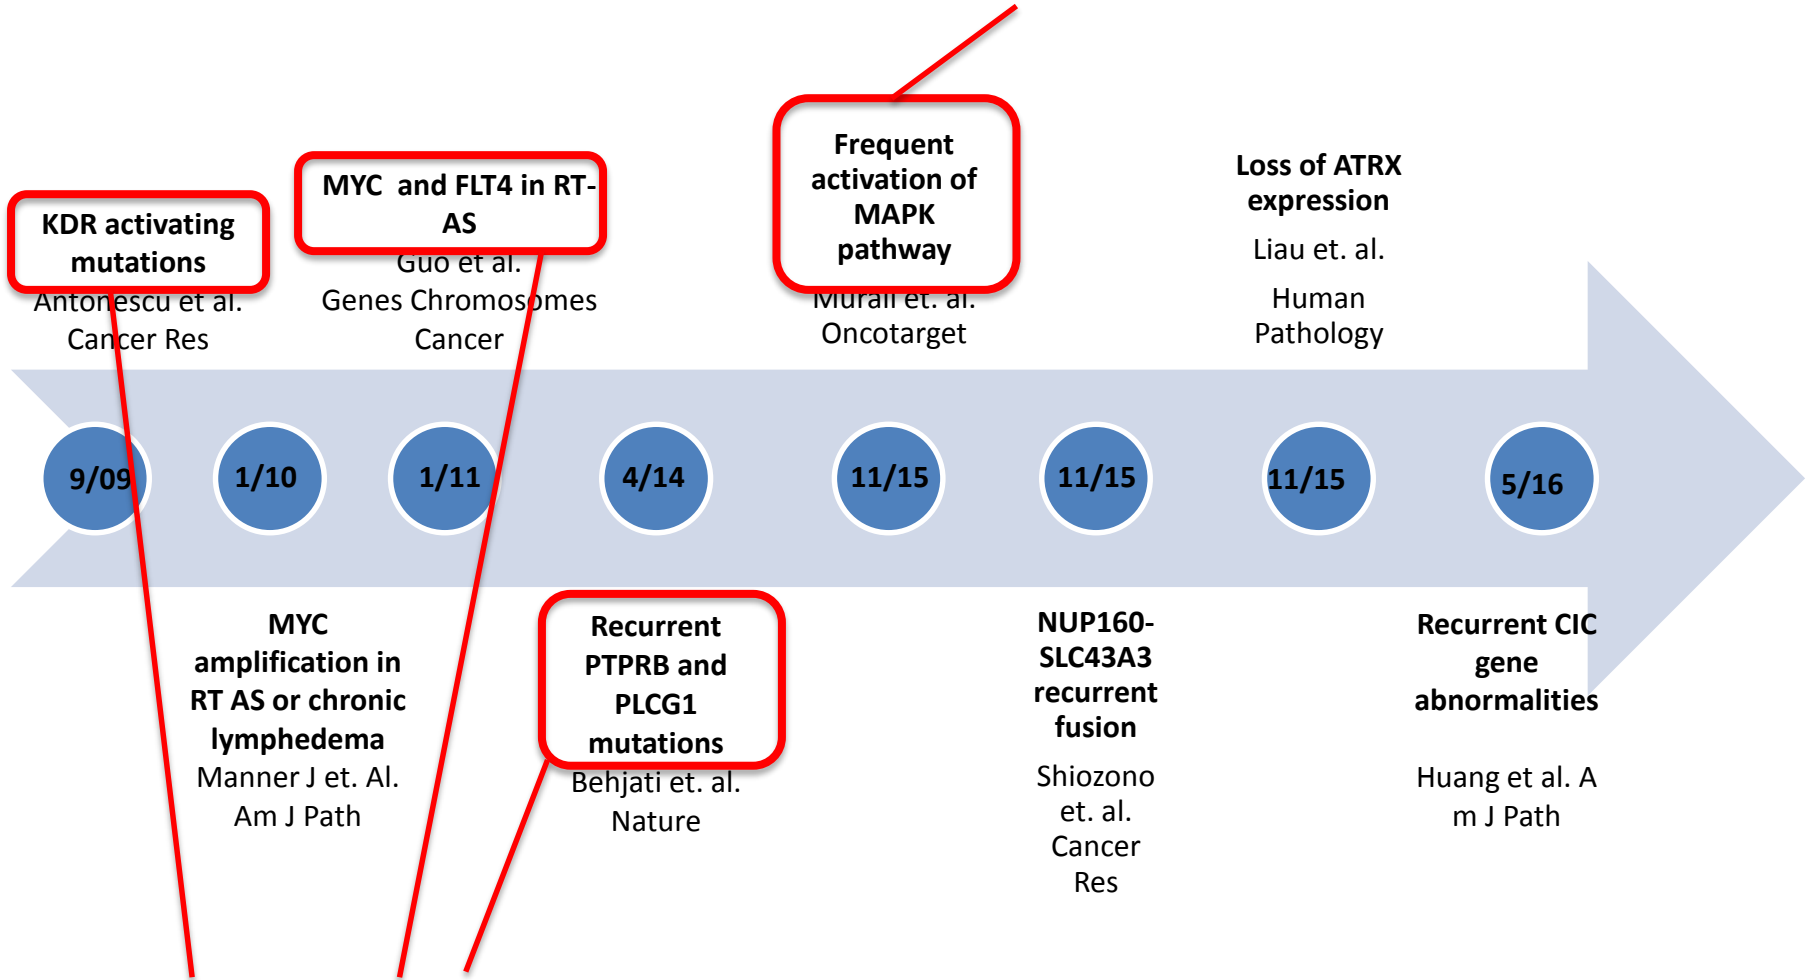 KDR activating
mutations
Antonescu et al.
Cancer Res
MYC and FLT4 in RT-
AS
Guo et al.
Genes Chromosomes
Cancer
Frequent
activation of
MAPK
pathway
Murali et. al.
Oncotarget
Loss of ATRX
expression
Liau et. al.
Human
Pathology
9/09
1/10
1/11
4/14
11/15
11/15
11/15
5/16
MYC
amplification in
RT AS or chronic
lymphedema
Manner J et. Al.
Am J Path
Recurrent
PTPRB and
PLCG1
mutations
Behjati et. al.
Nature
NUP160-
SLC43A3
recurrent
fusion
Shiozono
et. al.
Cancer
Res
Recurrent CIC
gene
abnormalities
Huang et al. A
m J Path